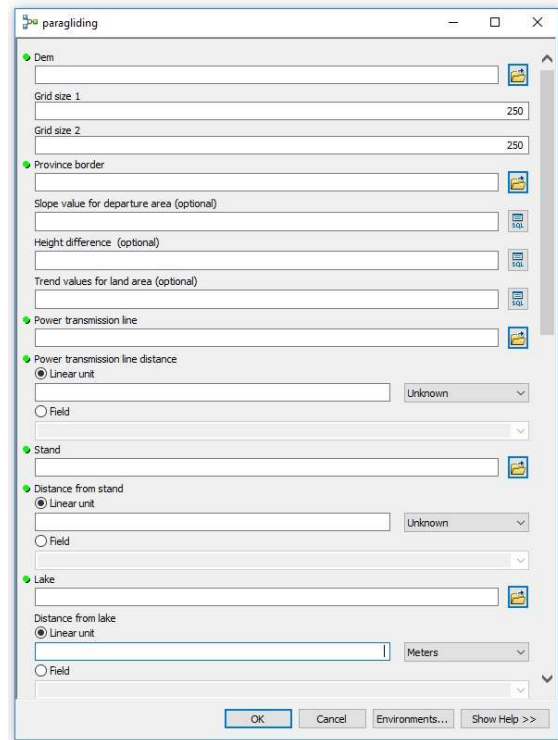 paragliding
Dem
Grid size 1
250
Grid size 2
250
Province border
Slope value for departure area (optional)
SQL
Height difference (optional)
SQL
Trend values for land area (optional)
SQL
Power transmission line
Power transmission line distance
Linear unit
Unknown
Field
Stand
Distance from stand
Linear unit
Unknown
Field
Lake
Distance from lake
Linear unit
Meters
Field
OK Cancel Environments... Show Help >>